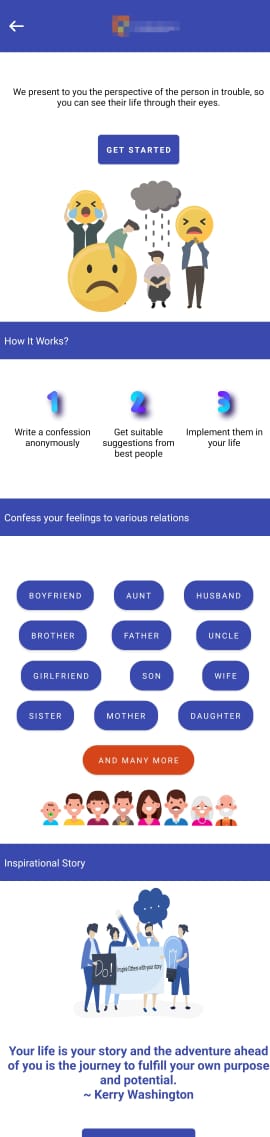 We present to you the perspective of the person in trouble, so
you can see their life through their eyes.
GET STARTED
How It Works?
1 2 3
Write a confession
anonymously
Get suitable
suggestions from
best people
Implement them in
your life
Confess your feelings to various relations
BOYFRIEND AUNT HUSBAND
BROTHER FATHER UNCLE
GIRLFRIEND SON WIFE
SISTER MOTHER DAUGHTER
AND MANY MORE
Inspirational Story
Do!
Inspire Others with your story
Your life is your story and the adventure ahead
of you is the journey to fulfill your own purpose
and potential.
~ Kerry Washington